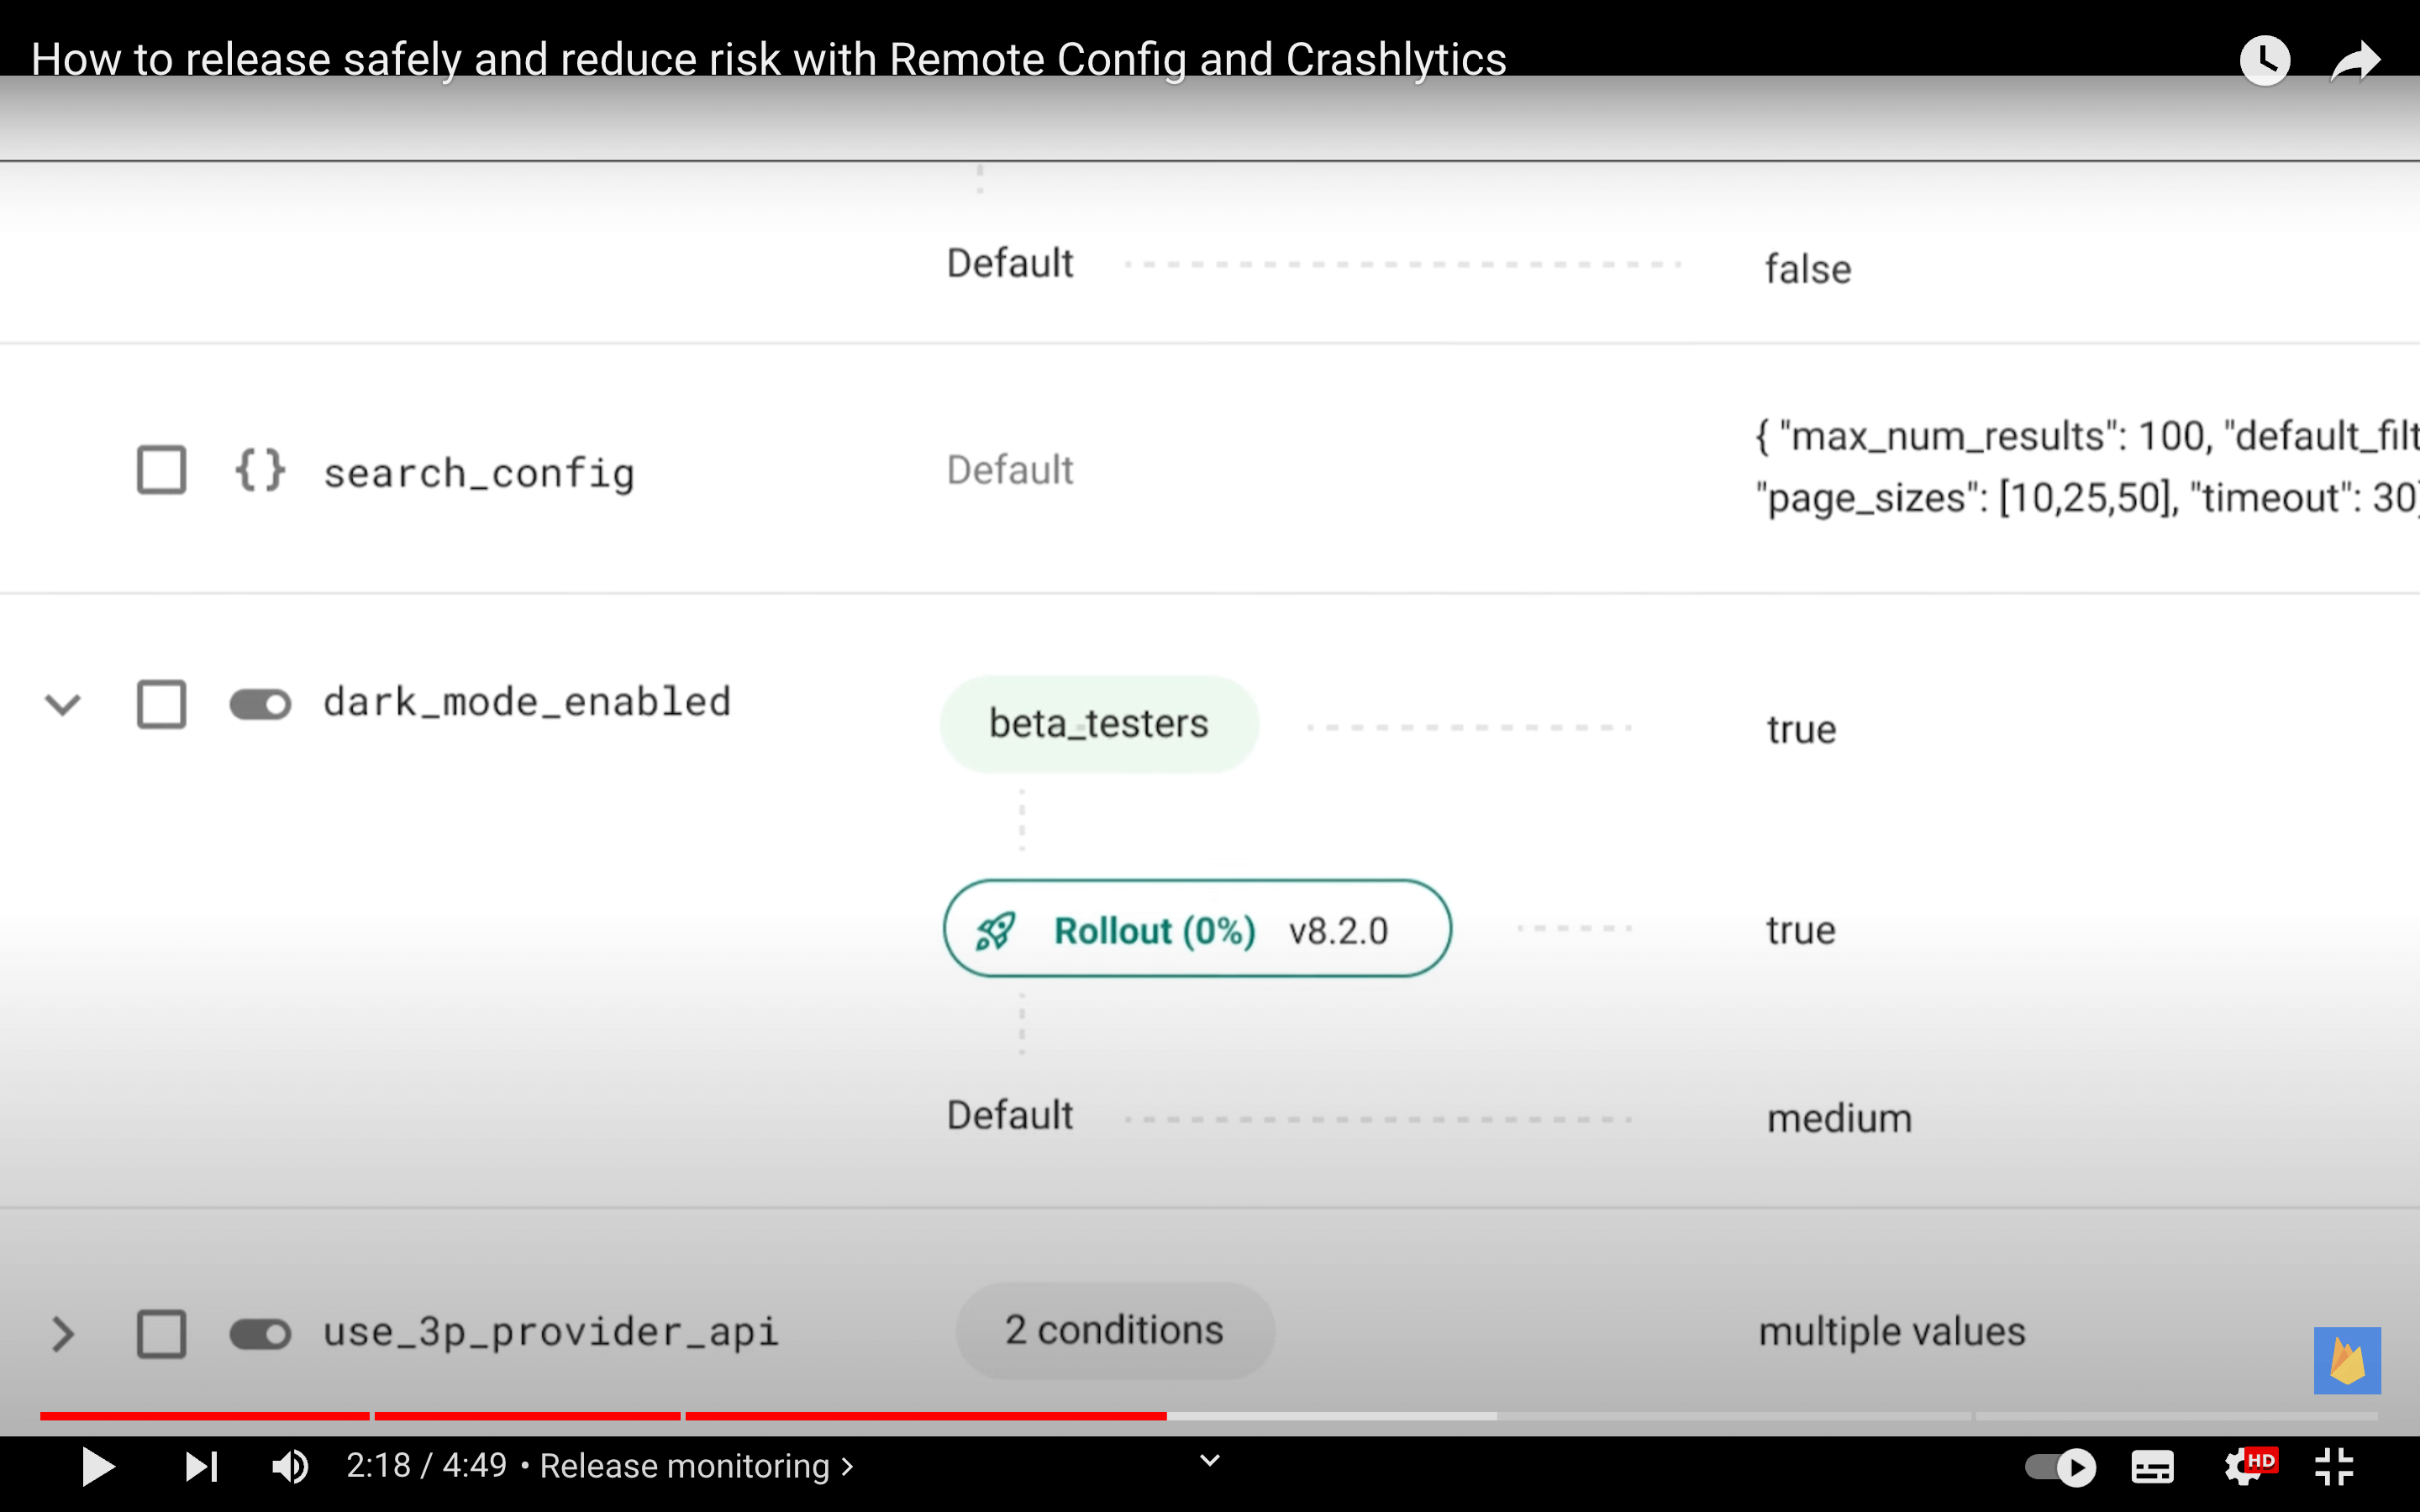 How to release safely and reduce risk with Remote Config and Crashlytics
Default false
{ } search_config Default { "max_num_results": 100, "default_filt
"page_sizes": [10,25,50], "timeout": 30
dark_mode_enabled beta_testers true
Rollout (0%) v8.2.0 true
Default medium
use_3p_provider_api 2 conditions multiple values
2:18 / 4:49 • Release monitoring >
HD